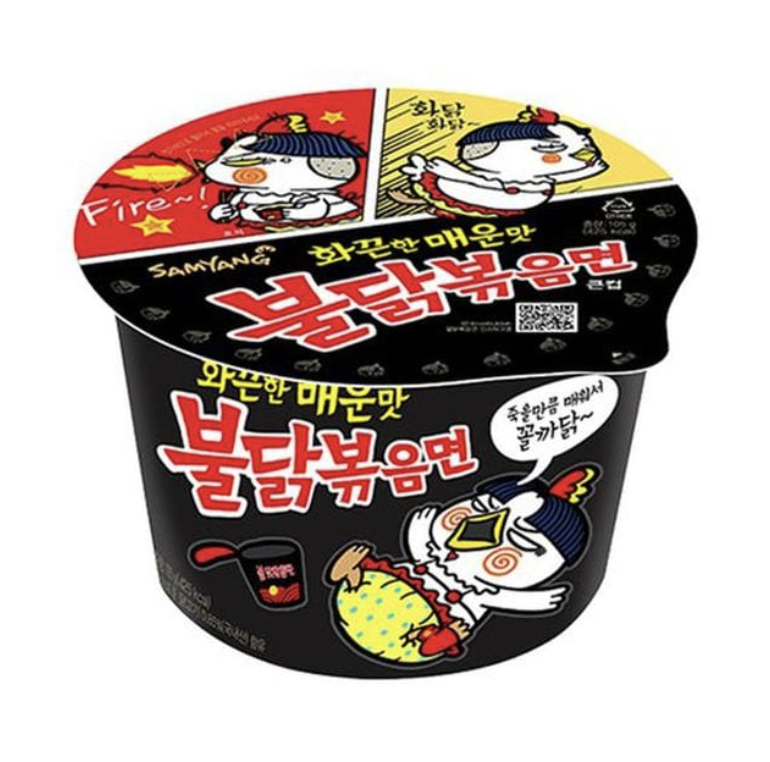 Fire~!
화닭
화닭~
SAMYANG
화끈한 매운맛
불닭볶음면
큰컵
105 g
화끈한 매운맛
불닭볶음면
죽을만큼 매워서
꼴까닭~